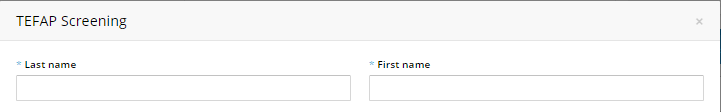 TEFAP Screening ×
* Last name * First name